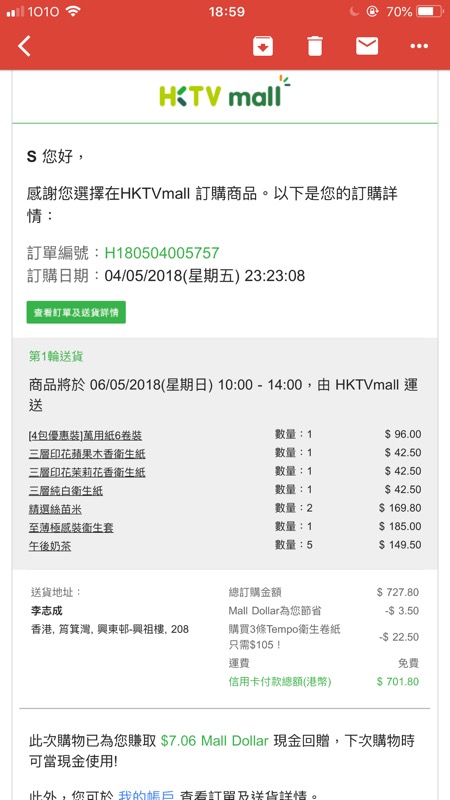 1O1O 18:59 70%
HKTV mall
S 您好，
感謝您選擇在HKTVmall 訂購商品。以下是您的訂購詳
情：
訂單編號：H180504005757
訂購日期：04/05/2018(星期五) 23:23:08
查看訂單及送貨詳情
第1輪送貨
商品將於 06/05/2018(星期日) 10:00 - 14:00，由 HKTVmall 運
送
[4包優惠裝]萬用紙6卷裝 數量：1 $ 96.00
三層印花蘋果木香衛生紙 數量：1 $ 42.50
三層印花茉莉花香衛生紙 數量：1 $ 42.50
三層純白衛生紙 數量：1 $ 42.50
精選絲苗米 數量：2 $ 169.80
至薄極感裝衛生套 數量：1 $ 185.00
午後奶茶 數量：5 $ 149.50
送貨地址：
李志成
香港, 筲箕灣, 興東邨-興祖樓, 208
總訂購金額 $ 727.80
Mall Dollar為您節省 -$ 3.50
購買3條Tempo衛生卷紙
只需$105！ -$ 22.50
運費 免費
信用卡付款總額(港幣) $ 701.80
此次購物已為您賺取 $7.06 Mall Dollar 現金回贈，下次購物時
可當現金使用!
此外，您可於 我的帳戶 查看訂單及送貨詳情。